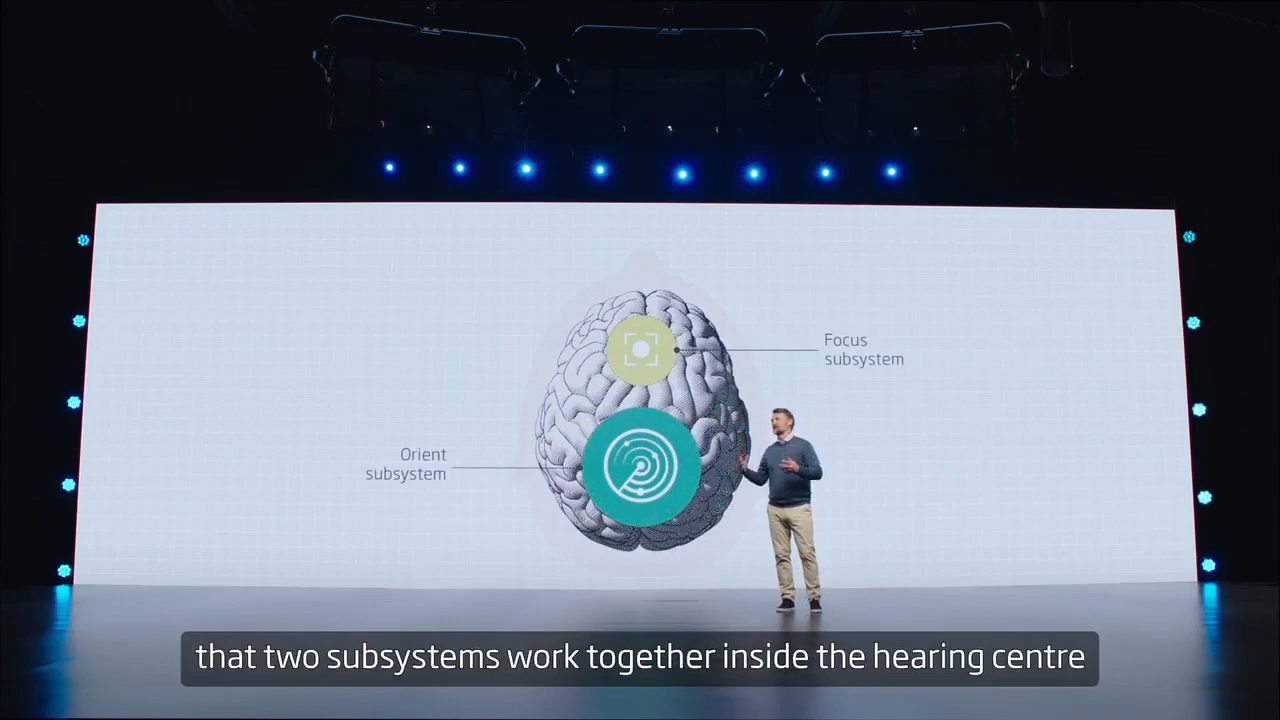 Focus
subsystem
Orient
subsystem
that two subsystems work together inside the hearing centre